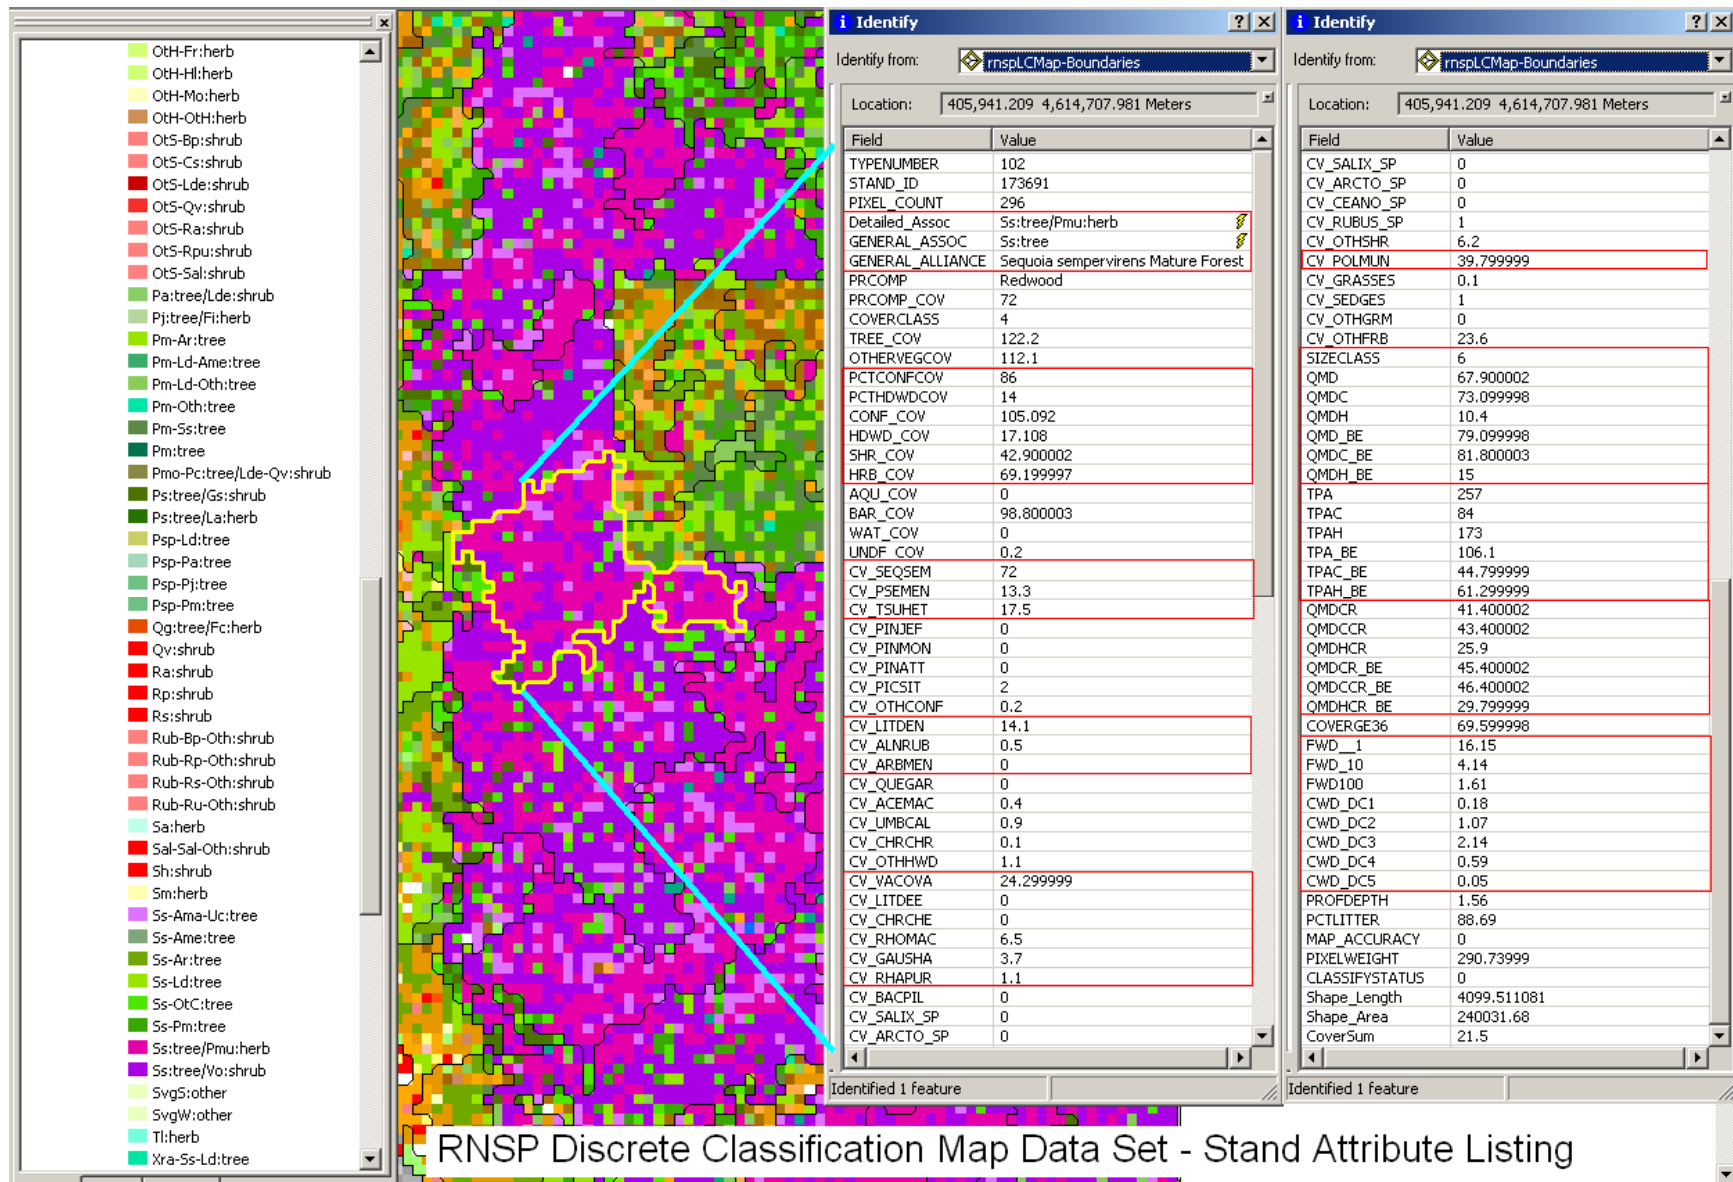 OtH-Fr:herb
OtH-Hl:herb
OtH-Mo:herb
OtH-OtH:herb
OtS-Bp:shrub
OtS-Cs:shrub
OtS-Lde:shrub
OtS-Qv:shrub
OtS-Ra:shrub
OtS-Rpu:shrub
OtS-Sal:shrub
Pa:tree/Lde:shrub
Pj:tree/Fi:herb
Pm-Ar:tree
Pm-Ld-Ame:tree
Pm-Ld-Oth:tree
Pm-Oth:tree
Pm-Ss:tree
Pm:tree
Pmo-Pc:tree/Lde-Qv:shrub
Ps:tree/Gs:shrub
Ps:tree/La:herb
Psp-Ld:tree
Psp-Pa:tree
Psp-Pj:tree
Psp-Pm:tree
Qg:tree/Fc:herb
Qv:shrub
Ra:shrub
Rp:shrub
Rs:shrub
Rub-Bp-Oth:shrub
Rub-Rp-Oth:shrub
Rub-Rs-Oth:shrub
Rub-Ru-Oth:shrub
Sa:herb
Sal-Sal-Oth:shrub
Sh:shrub
Sm:herb
Ss-Ama-Uc:tree
Ss-Ame:tree
Ss-Ar:tree
Ss-Ld:tree
Ss-OtC:tree
Ss-Pm:tree
Ss:tree/Pmu:herb
Ss:tree/Vo:shrub
SvgS:other
SvgW:other
Tl:herb
Xra-Ss-Ld:tree
Identify
Identify from: rnspLCMap-Boundaries
Location: 405,941.209 4,614,707.981 Meters
Field Value
TYPENUMBER 102
STAND_ID 173691
PIXEL_COUNT 296
Detailed_Assoc Ss:tree/Pmu:herb
GENERAL_ASSOC Ss:tree
GENERAL_ALLIANCE Sequoia sempervirens Mature Forest
PRCOMP Redwood
PRCOMP_COV 72
COVERCLASS 4
TREE_COV 122.2
OTHERVEGCOV 112.1
PCTCONFCOV 86
PCTHDWDCOV 14
CONF_COV 105.092
HDWD_COV 17.108
SHR_COV 42.900002
HRB_COV 69.199997
AQU_COV 0
BAR_COV 98.800003
WAT_COV 0
UNDF_COV 0.2
CV_SEQSEM 72
CV_PSEMEN 13.3
CV_TSUHET 17.5
CV_PINJEF 0
CV_PINMON 0
CV_PINATT 0
CV_PICSIT 2
CV_OTHCONF 0.2
CV_LITDEN 14.1
CV_ALNRUB 0.5
CV_ARBMEN 0
CV_QUEGAR 0
CV_ACEMAC 0.4
CV_UMBCAL 0.9
CV_CHRCHR 0.1
CV_OTHHWD 1.1
CV_VACOVA 24.299999
CV_LITDEE 0
CV_CHRCHE 0
CV_RHOMAC 6.5
CV_GAUSHA 3.7
CV_RHAPUR 1.1
CV_BACPIL 0
CV_SALIX_SP 0
CV_ARCTO_SP 0
Identified 1 feature
Identify
Identify from: rnspLCMap-Boundaries
Location: 405,941.209 4,614,707.981 Meters
Field Value
CV_SALIX_SP 0
CV_ARCTO_SP 0
CV_CEANO_SP 0
CV_RUBUS_SP 1
CV_OTHSHR 6.2
CV_POLMUN 39.799999
CV_GRASSES 0.1
CV_SEDGES 1
CV_OTHGRM 0
CV_OTHFRB 23.6
SIZECLASS 6
QMD 67.900002
QMDC 73.099998
QMDH 10.4
QMD_BE 79.099998
QMDC_BE 81.800003
QMDH_BE 15
TPA 257
TPAC 84
TPAH 173
TPA_BE 106.1
TPAC_BE 44.799999
TPAH_BE 61.299999
QMDCR 41.400002
QMDCCR 43.400002
QMDHCR 25.9
QMDCR_BE 45.400002
QMDCCR_BE 46.400002
QMDHCR_BE 29.799999
COVERGE36 69.599998
FWD__1 16.15
FWD_10 4.14
FWD100 1.61
CWD_DC1 0.18
CWD_DC2 1.07
CWD_DC3 2.14
CWD_DC4 0.59
CWD_DC5 0.05
PROFDEPTH 1.56
PCTLITTER 88.69
MAP_ACCURACY 0
PIXELWEIGHT 290.73999
CLASSIFYSTATUS 0
Shape_Length 4099.511081
Shape_Area 240031.68
CoverSum 21.5
Identified 1 feature
RNSP Discrete Classification Map Data Set - Stand Attribute Listing